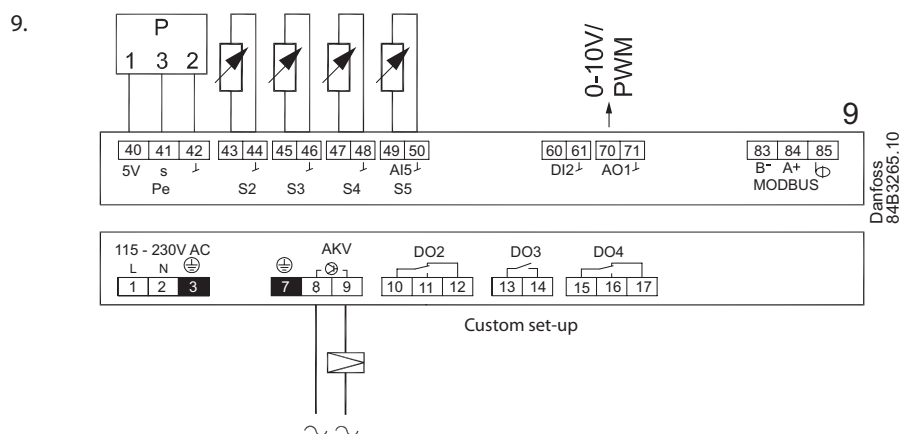 9.
P
1 3 2
0-10V/
PWM
9
40 41 42 43 44 45 46 47 48 49 50 60 61 70 71 83 84 85
5V s AI5 DI2 AO1 B- A+
Pe S2 S3 S4 S5 MODBUS
Danfoss
84B3265.10
115 - 230V AC AKV DO2 DO3 DO4
L N
1 2 3 7 8 9 10 11 12 13 14 15 16 17
Custom set-up